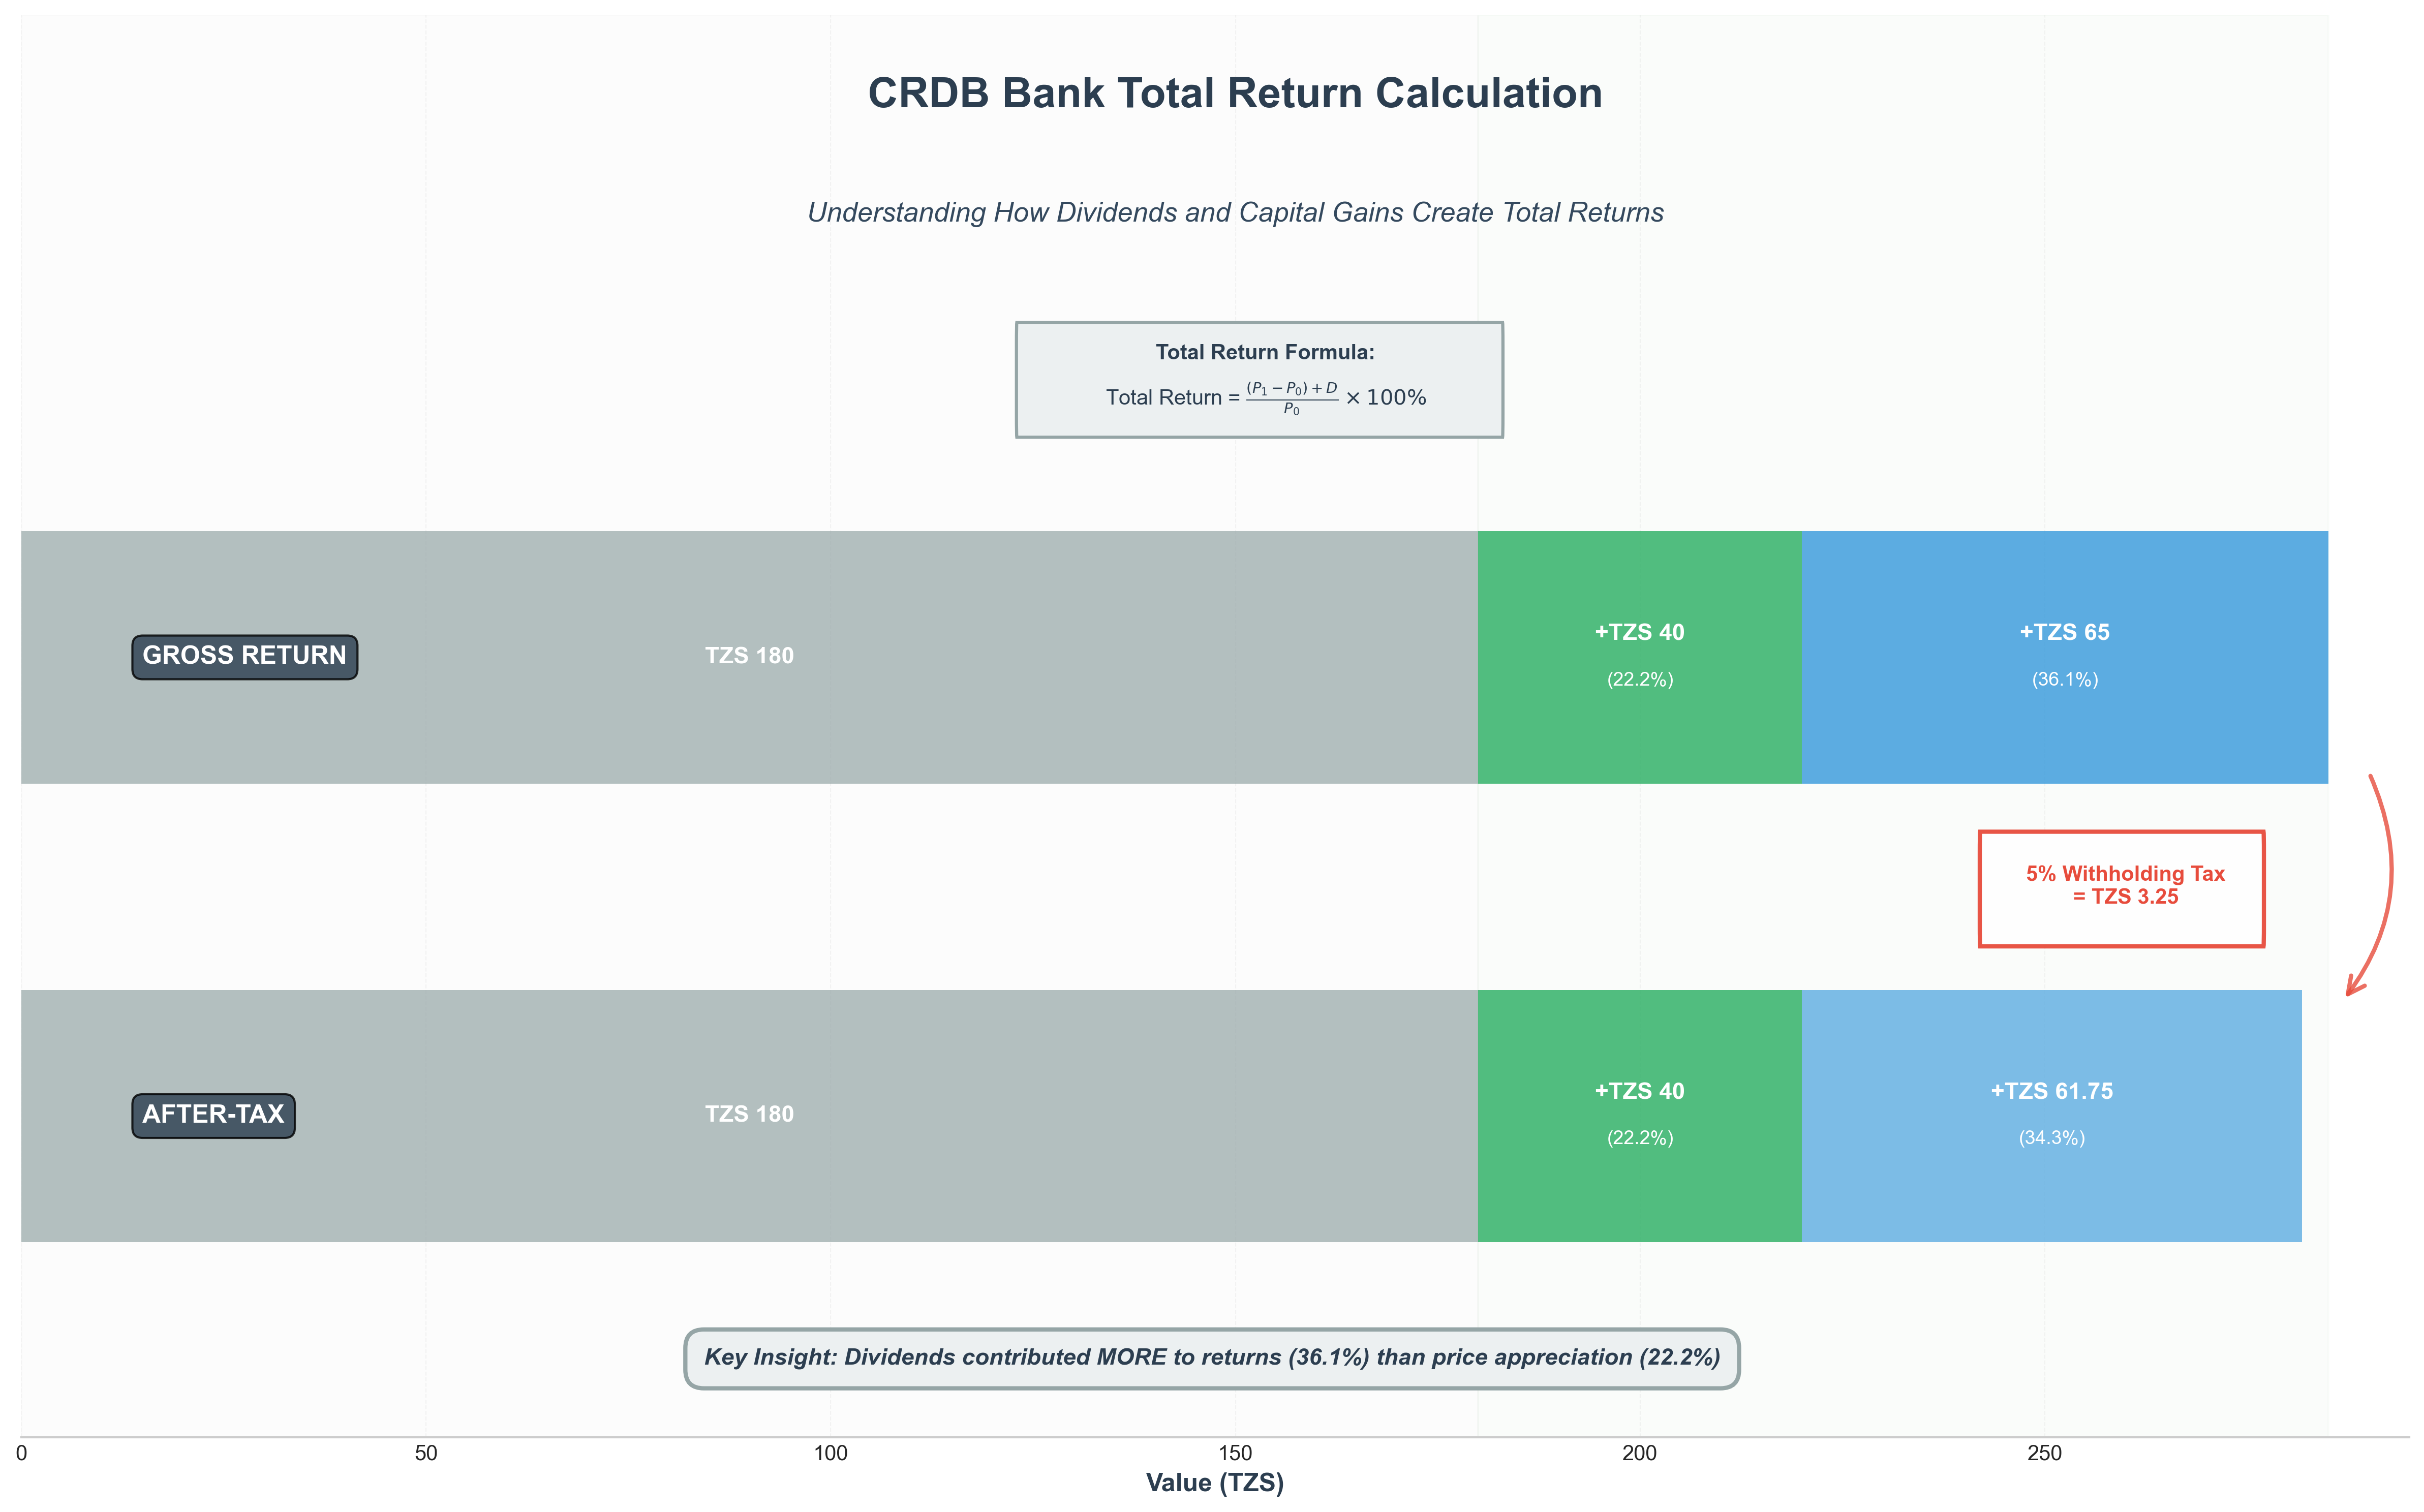 CRDB Bank Total Return Calculation
Understanding How Dividends and Capital Gains Create Total Returns
Total Return Formula:
Total Return = \frac{(P_1 − P_0) + D}{P_0} × 100%
GROSS RETURN
TZS 180
+TZS 40
(22.2%)
+TZS 65
(36.1%)
5% Withholding Tax
= TZS 3.25
AFTER-TAX
TZS 180
+TZS 40
(22.2%)
+TZS 61.75
(34.3%)
Key Insight: Dividends contributed MORE to returns (36.1%) than price appreciation (22.2%)
0 50 100 150 200 250
Value (TZS)